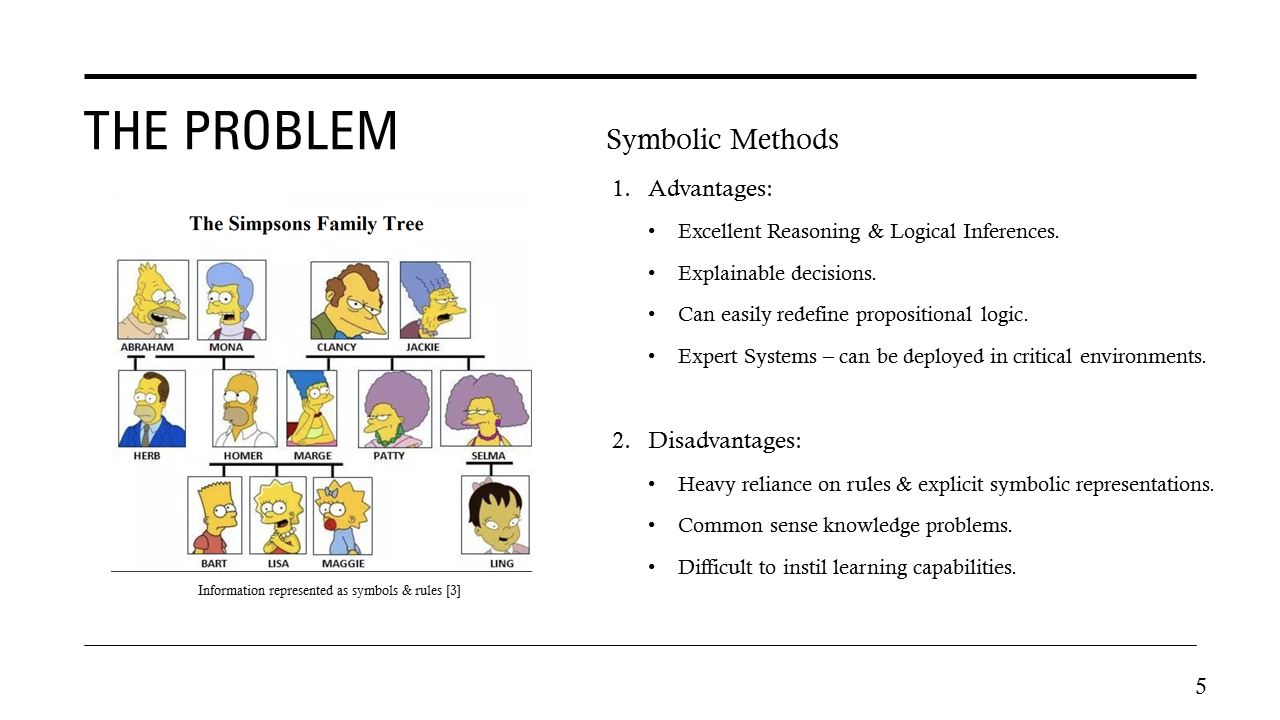 THE PROBLEM
The Simpsons Family Tree
ABRAHAM MONA CLANCY JACKIE
HERB HOMER MARGE PATTY SELMA
BART LISA MAGGIE LING
Information represented as symbols & rules [3]
Symbolic Methods
1. Advantages:
• Excellent Reasoning & Logical Inferences.
• Explainable decisions.
• Can easily redefine propositional logic.
• Expert Systems – can be deployed in critical environments.
2. Disadvantages:
• Heavy reliance on rules & explicit symbolic representations.
• Common sense knowledge problems.
• Difficult to instil learning capabilities.
5